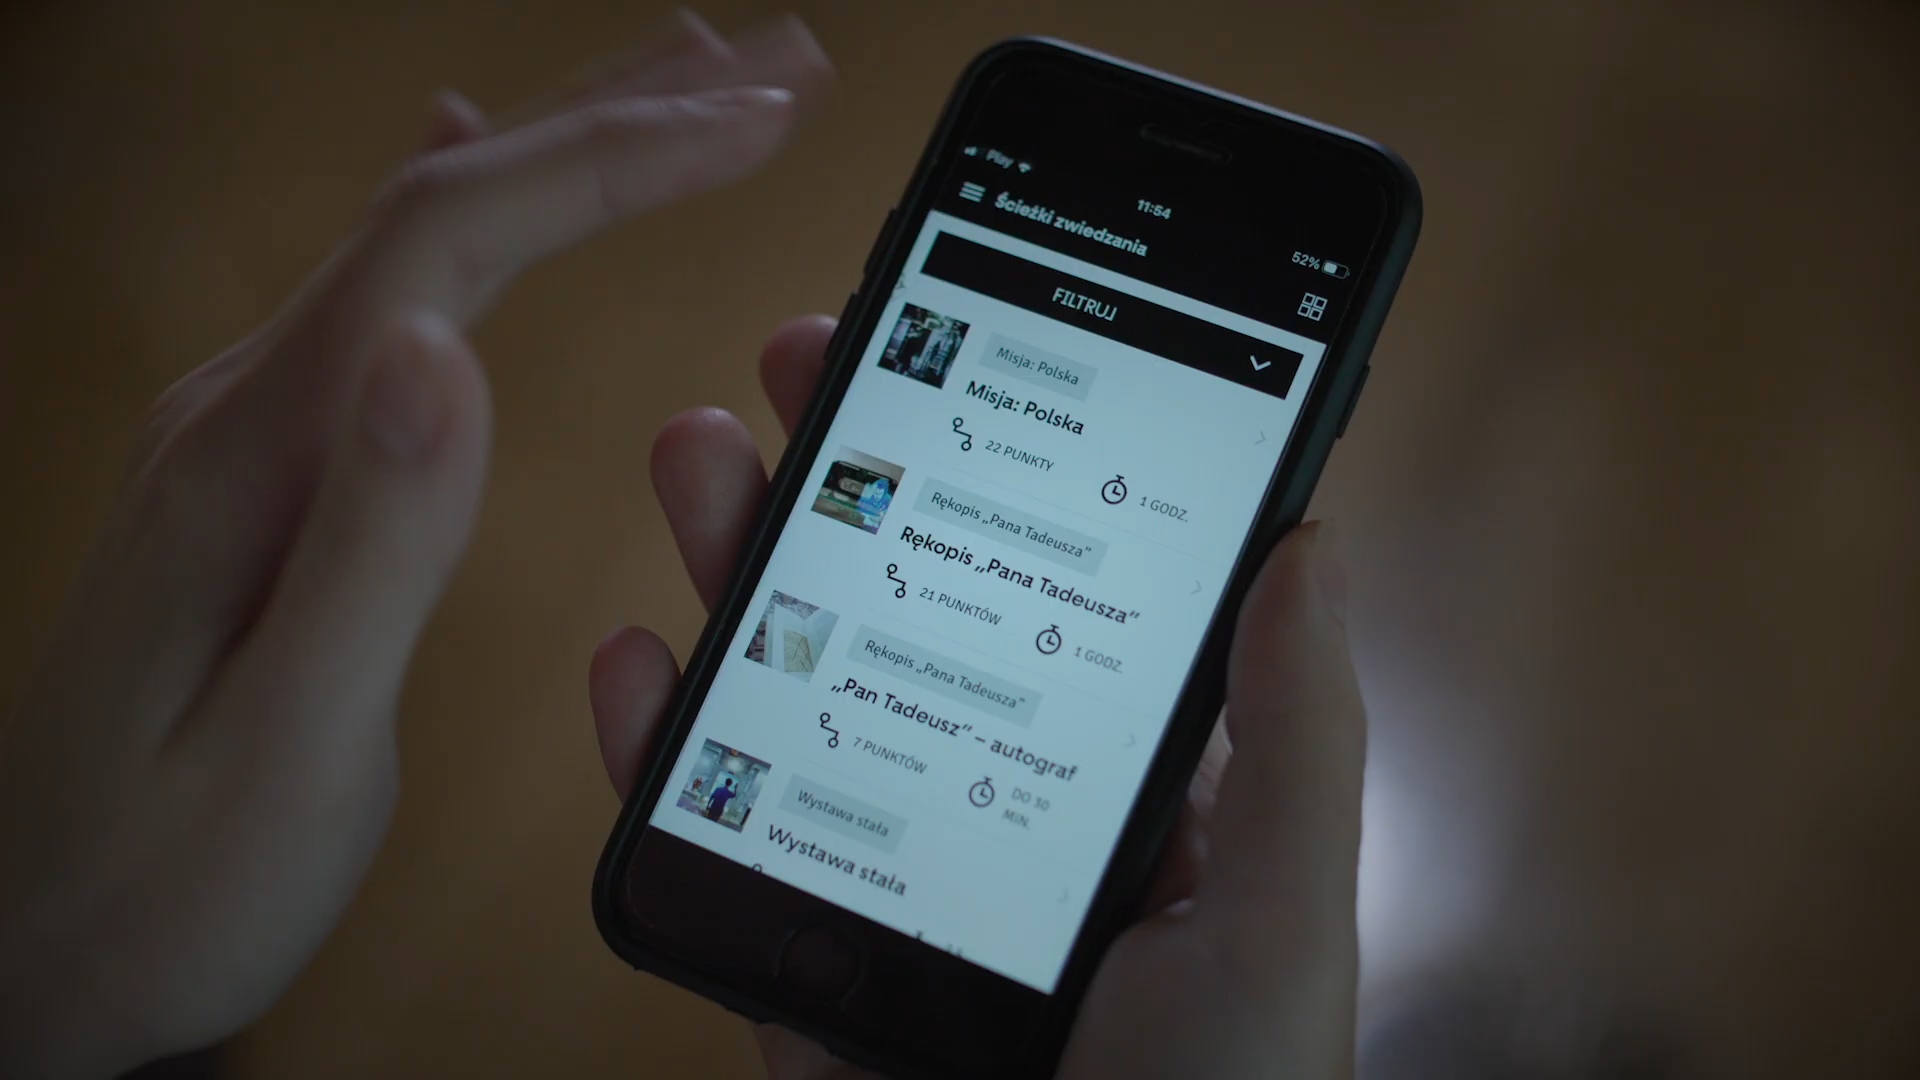 Play
11:54
52%
Ścieżki zwiedzania
FILTRUJ
Misja: Polska
Misja: Polska
22 PUNKTY
1 GODZ.
Rękopis „Pana Tadeusza”
Rękopis „Pana Tadeusza”
21 PUNKTÓW
1 GODZ.
Rękopis „Pana Tadeusza”
„Pan Tadeusz” – autograf
7 PUNKTÓW
DO 30
MIN.
Wystawa stała
Wystawa stała